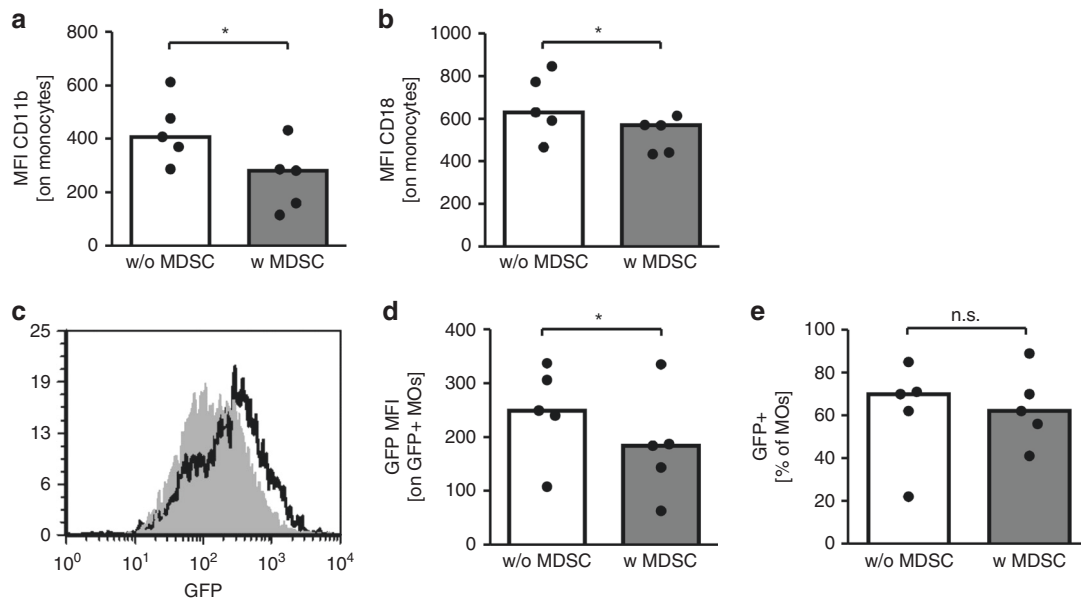 a
MFI CD11b
[on monocytes]
800
600
400
200
0
*
w/o MDSC
w MDSC
b
MFI CD18
[on monocytes]
1000
800
600
400
200
0
*
w/o MDSC
w MDSC
c
25
19
13
6
0
10^0
10^1
10^2
10^3
10^4
GFP
d
GFP MFI
[on GFP+ MOs]
400
300
200
100
0
*
w/o MDSC
w MDSC
e
GFP+
[% of MOs]
100
80
60
40
20
0
n.s.
w/o MDSC
w MDSC